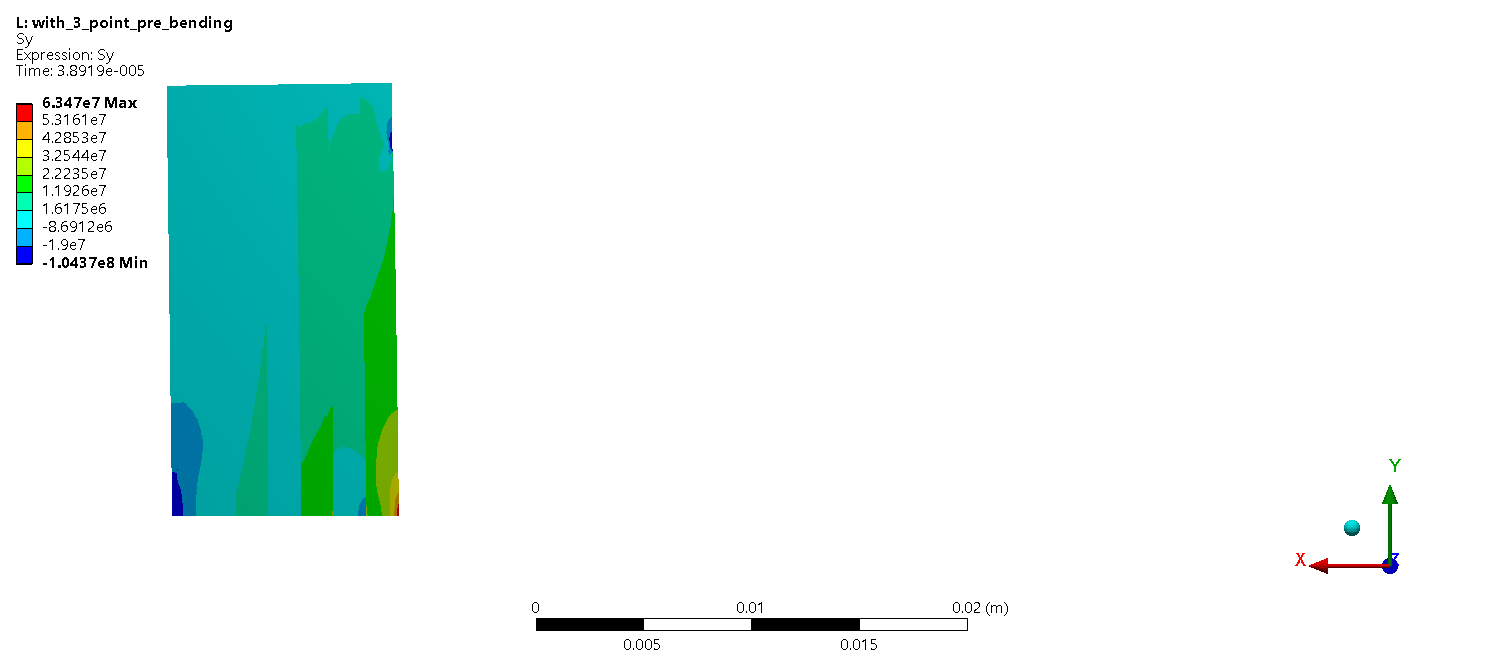 L: with_3_point_pre_bending
Sy
Expression: Sy
Time: 3.8919e-005
6.347e7 Max
5.3161e7
4.2853e7
3.2544e7
2.2235e7
1.1926e7
1.6175e6
-8.6912e6
-1.9e7
-1.0437e8 Min
Y
X
Z
0
0.01
0.02 (m)
0.005
0.015